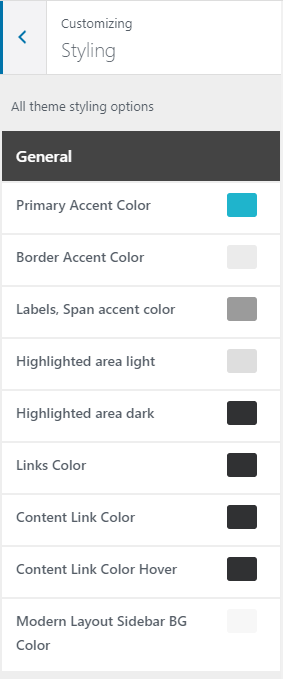 Customizing
Styling
All theme styling options
General
Primary Accent Color
Border Accent Color
Labels, Span accent color
Highlighted area light
Highlighted area dark
Links Color
Content Link Color
Content Link Color Hover
Modern Layout Sidebar BG
Color